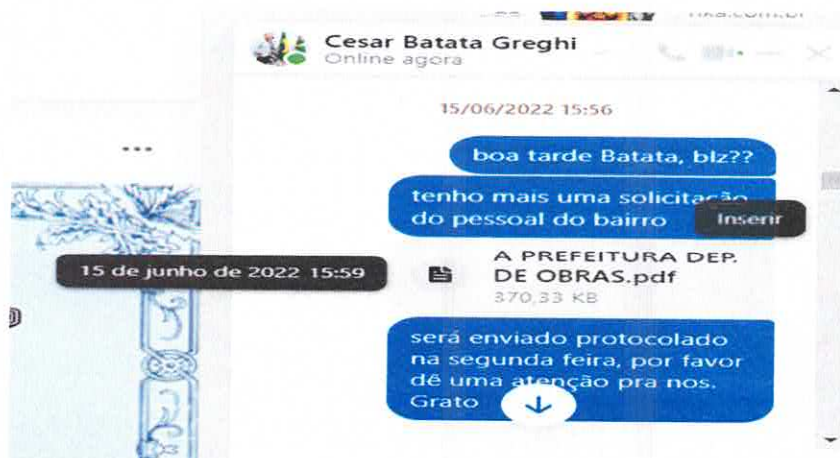 Cesar Batata Greghi
Online agora
15/06/2022 15:56
boa tarde Batata, blz??
tenho mais uma solicitação
do pessoal do bairro
Inserir
15 de junho de 2022 15:59
A PREFEITURA DEP.
DE OBRAS.pdf
370,33 KB
será enviado protocolado
na segunda feira, por favor
dê uma atenção pra nos.
Grato